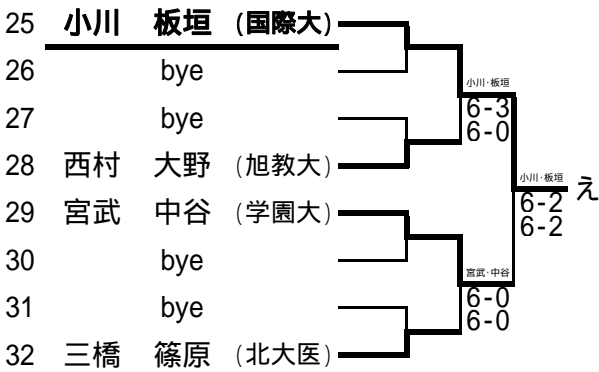 25 小川 板垣 (国際大)
26 bye
小川・板垣
6-3
6-0
27 bye
28 西村 大野 (旭教大)
小川・板垣
6-2
6-2
え
29 宮武 中谷 (学園大)
30 bye
宮武・中谷
6-0
6-0
31 bye
32 三橋 篠原 (北大医)